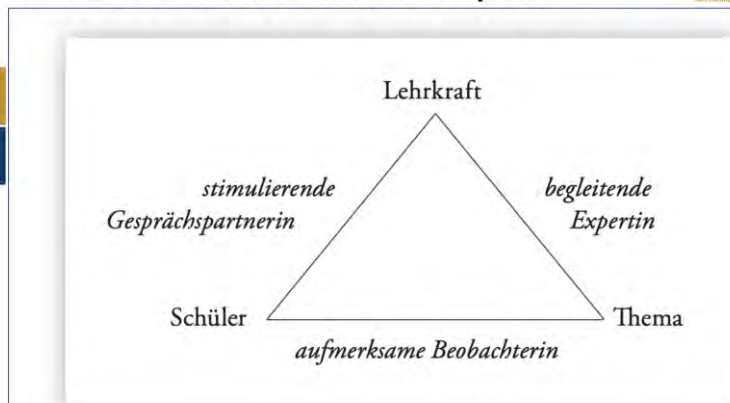 Lehrkraft
stimulierende
Gesprächspartnerin
begleitende
Expertin
Schüler
Thema
aufmerksame Beobachterin